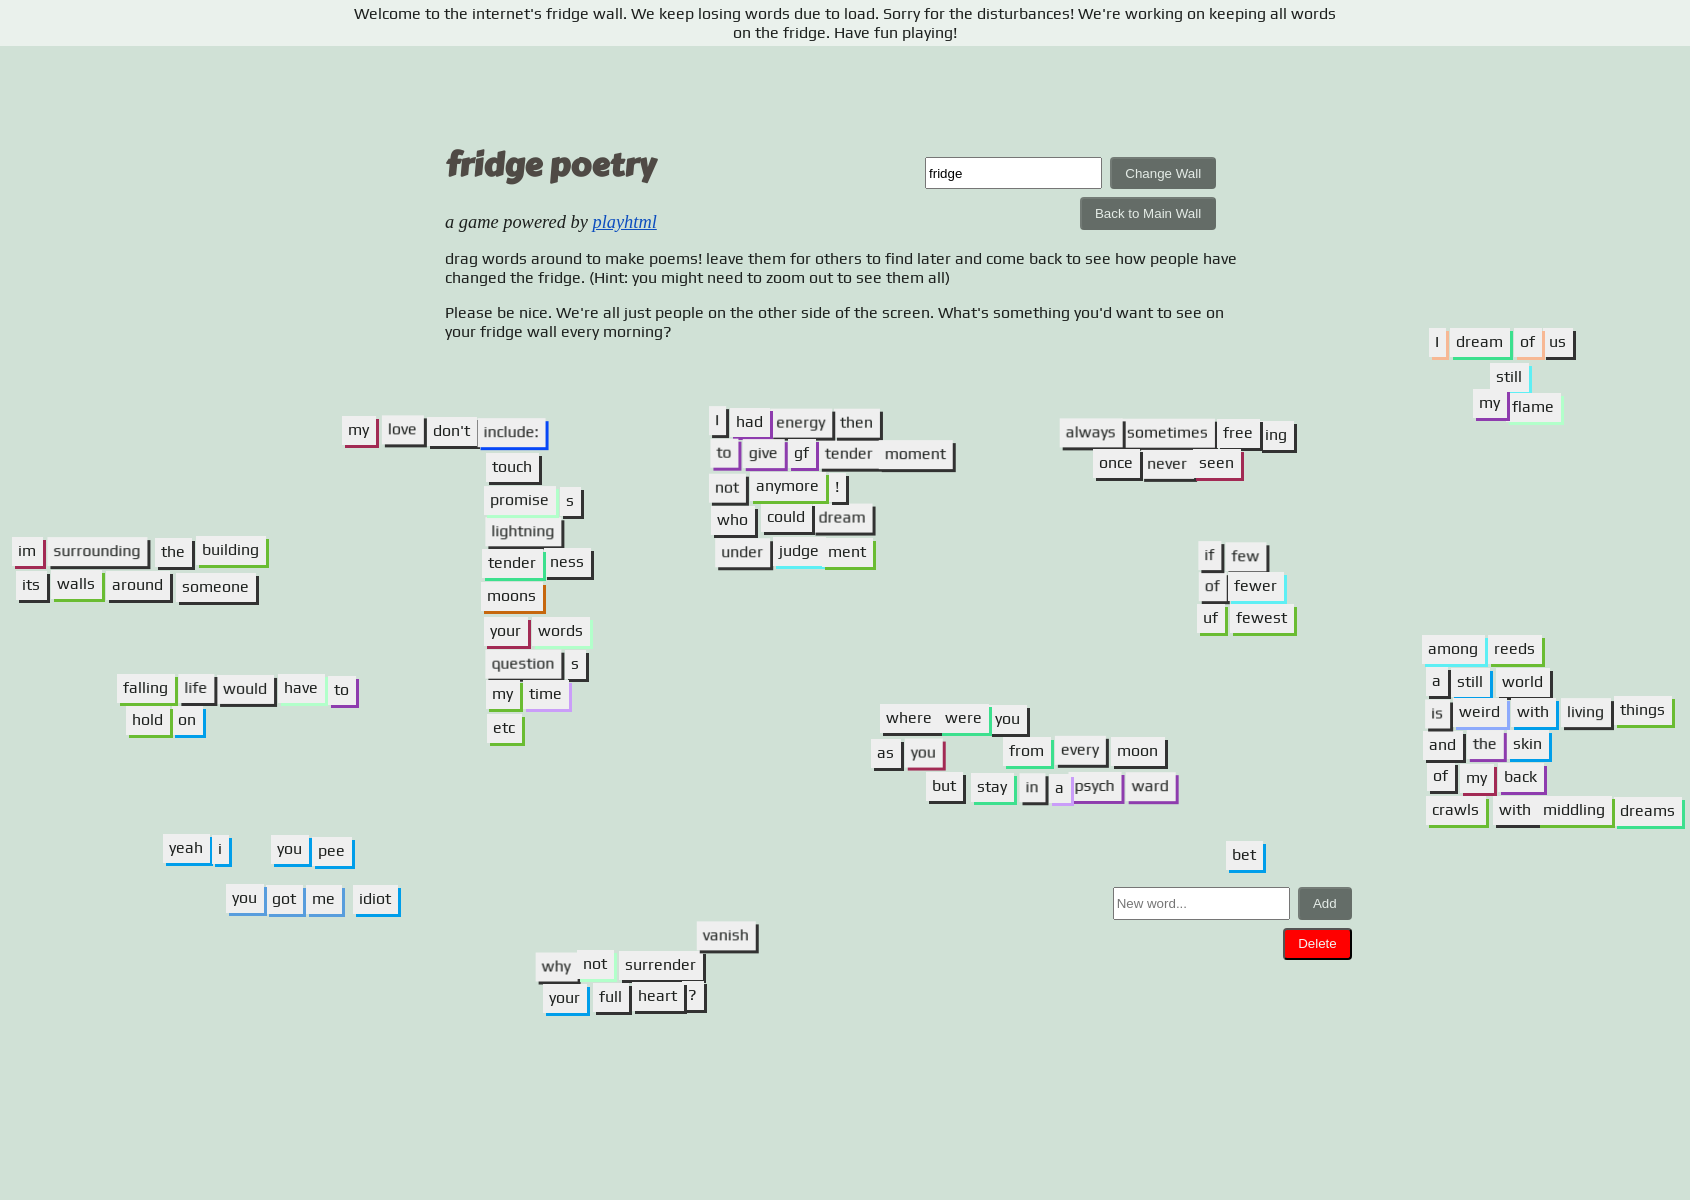 Welcome to the internet's fridge wall. We keep losing words due to load. Sorry for the disturbances! We're working on keeping all words
on the fridge. Have fun playing!
fridge poetry
fridge
Change Wall
Back to Main Wall
a game powered by playhtml
drag words around to make poems! leave them for others to find later and come back to see how people have
changed the fridge. (Hint: you might need to zoom out to see them all)
Please be nice. We're all just people on the other side of the screen. What's something you'd want to see on
your fridge wall every morning?
I dream of us
still
my flame
my love don't include:
touch
promise s
lightning
tender ness
moons
your words
question s
my time
etc
I had energy then
to give gf tender moment
not anymore !
who could dream
under judge ment
always sometimes free ing
once never seen
im surrounding the building
its walls around someone
if few
of fewer
uf fewest
among reeds
a still world
is weird with living things
and the skin
of my back
crawls with middling dreams
falling life would have to
hold on
where were you
as you from every moon
but stay in a psych ward
yeah i you pee
you got me idiot
bet
New word...
Add
Delete
vanish
why not surrender
your full heart ?